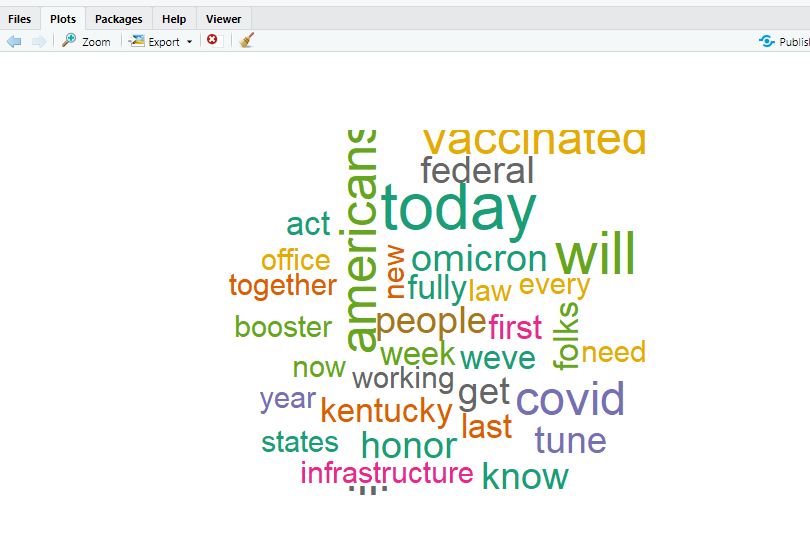 Files Plots Packages Help Viewer
Zoom Export Publis
vaccinated
federal
americans
today
act
will
omicron
new
office
together
fully
law
every
booster
people
first
folks
week
weve
need
now
working
get
covid
year
kentucky
last
states
honor
tune
infrastructure
know